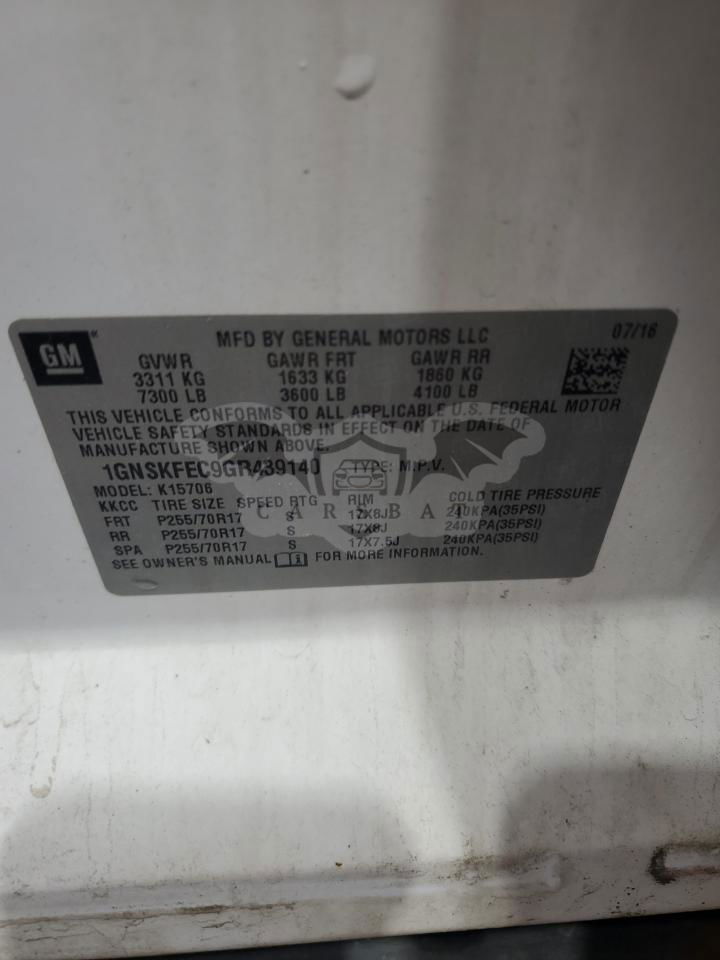 GM
MFD BY GENERAL MOTORS LLC
07/16
GVWR GAWR FRT GAWR RR
3311 KG 1633 KG 1860 KG
7300 LB 3600 LB 4100 LB
THIS VEHICLE CONFORMS TO ALL APPLICABLE U.S. FEDERAL MOTOR
VEHICLE SAFETY STANDARDS IN EFFECT ON THE DATE OF
MANUFACTURE SHOWN ABOVE.
1GNSKFEC9GR439140 TYPE: M.P.V.
MODEL: K15706
KKCC TIRE SIZE SPEED RTG RIM COLD TIRE PRESSURE
FRT P255/70R17 S 17X8J 240KPA(35PSI)
RR P255/70R17 S 17X8J 240KPA(35PSI)
SPA P255/70R17 S 17X7.5J 240KPA(35PSI)
SEE OWNER'S MANUAL FOR MORE INFORMATION.